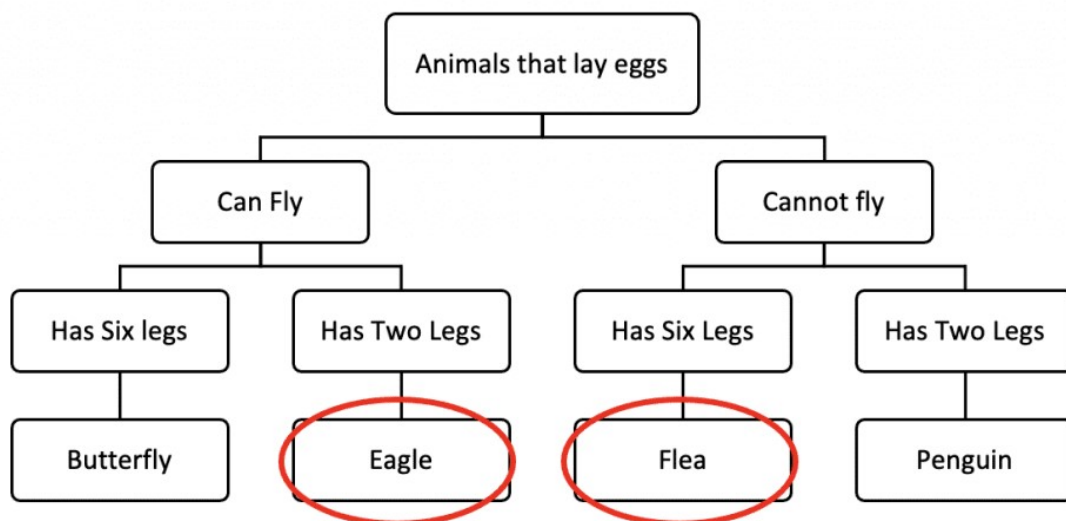 Animals that lay eggs
Can Fly
Cannot fly
Has Six legs
Has Two Legs
Has Six Legs
Has Two Legs
Butterfly
Eagle
Flea
Penguin